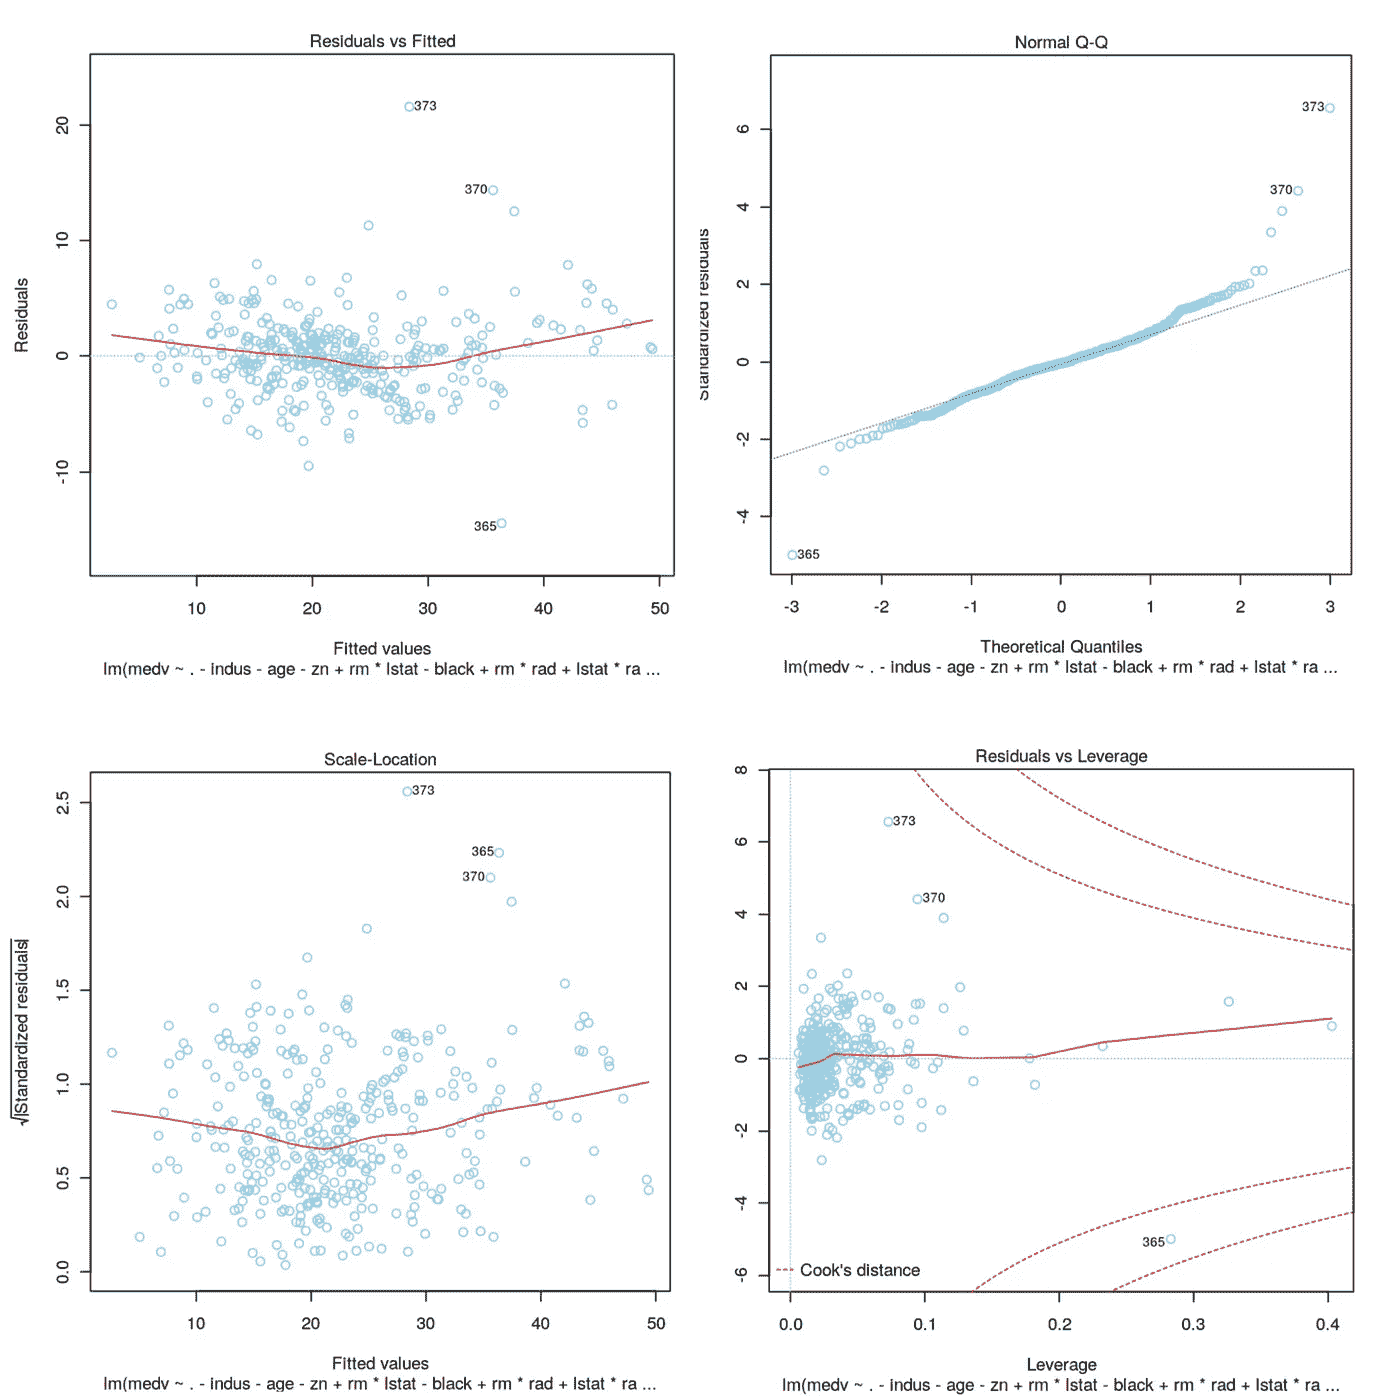 Residuals vs Fitted
Residuals
20
10
0
-10
373
370
365
10 20 30 40 50
Fitted values
lm(medv ~ . - indus - age - zn + rm * lstat - black + rm * rad + lstat * ra ...
Normal Q-Q
Standardized residuals
6
4
2
0
-2
-4
373
370
365
-3 -2 -1 0 1 2 3
Theoretical Quantiles
lm(medv ~ . - indus - age - zn + rm * lstat - black + rm * rad + lstat * ra ...
Scale-Location
√|Standardized residuals|
2.5
2.0
1.5
1.0
0.5
0.0
373
365
370
10 20 30 40 50
Fitted values
lm(medv ~ . - indus - age - zn + rm * lstat - black + rm * rad + lstat * ra ...
Residuals vs Leverage
8
6
4
2
0
-2
-4
-6
373
370
365
Cook's distance
0.0 0.1 0.2 0.3 0.4
Leverage
lm(medv ~ . - indus - age - zn + rm * lstat - black + rm * rad + lstat * ra ...